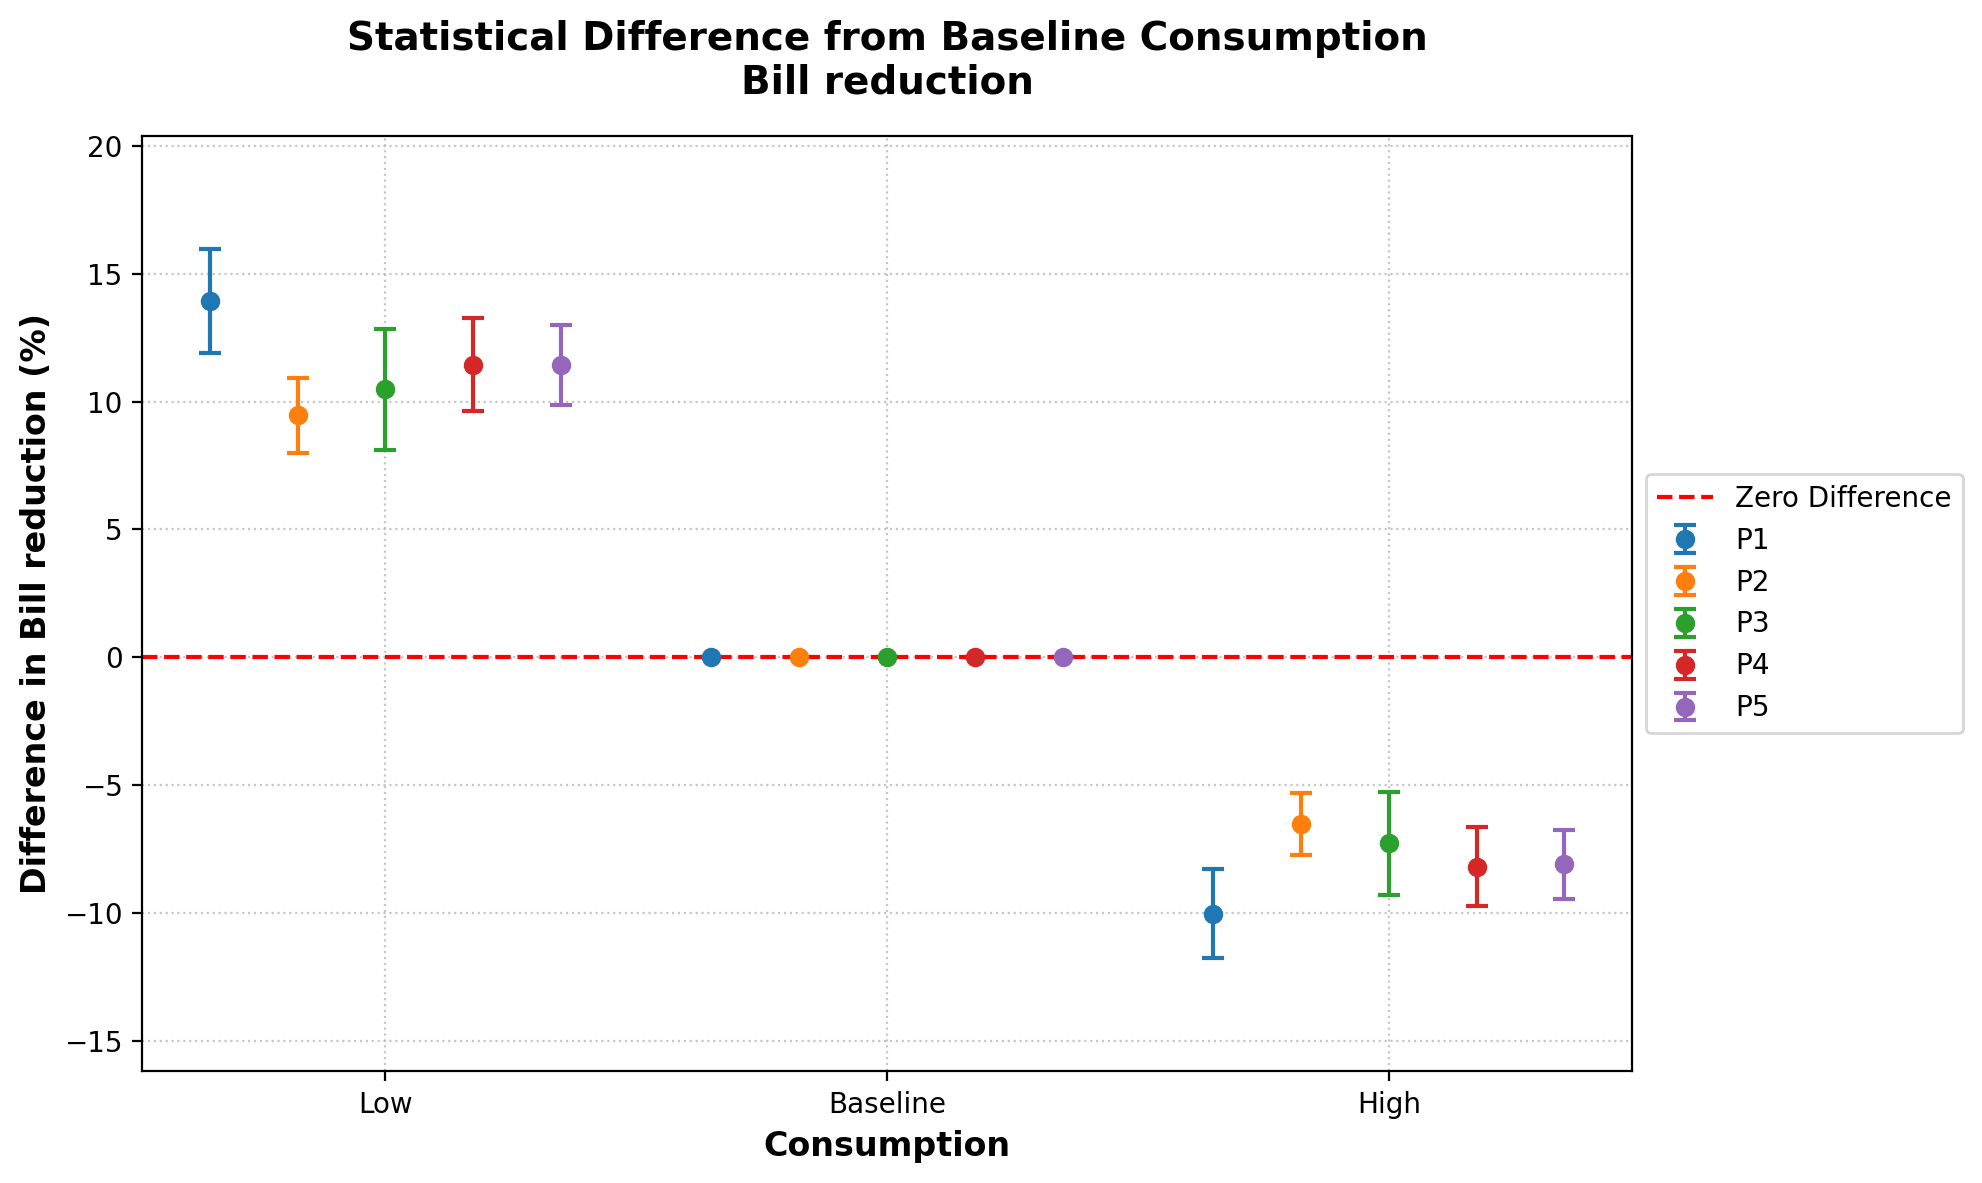 Statistical Difference from Baseline Consumption
Bill reduction
Difference in Bill reduction (%)
20
15
10
5
0
−5
−10
−15
Low
Baseline
High
Consumption
Zero Difference
P1
P2
P3
P4
P5